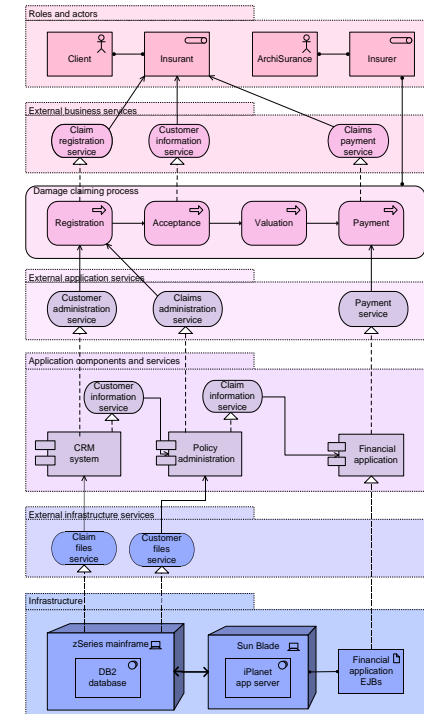 Roles and actors
Client
Insurant
ArchiSurance
Insurer
External business services
Claim
registration
service
Customer
information
service
Claims
payment
service
Damage claiming process
Registration
Acceptance
Valuation
Payment
External application services
Customer
administration
service
Claims
administration
service
Payment
service
Application components and services
Customer
information
service
Claim
information
service
CRM
system
Policy
administration
Financial
application
External infrastructure services
Claim
files
service
Customer
files
service
Infrastructure
zSeries mainframe
DB2
database
Sun Blade
iPlanet
app server
Financial
application
EJBs